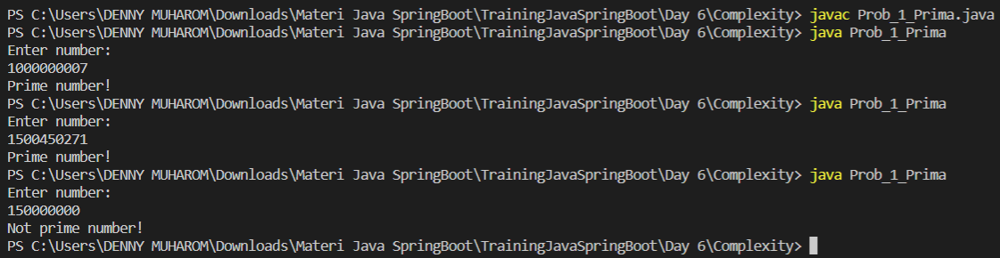 PS C:\Users\DENNY MUHAROM\Downloads\Materi Java SpringBoot\TrainingJavaSpringBoot\Day 6\Complexity> javac Prob_1_Prima.java
PS C:\Users\DENNY MUHAROM\Downloads\Materi Java SpringBoot\TrainingJavaSpringBoot\Day 6\Complexity> java Prob_1_Prima
Enter number:
1000000007
Prime number!
PS C:\Users\DENNY MUHAROM\Downloads\Materi Java SpringBoot\TrainingJavaSpringBoot\Day 6\Complexity> java Prob_1_Prima
Enter number:
1500450271
Prime number!
PS C:\Users\DENNY MUHAROM\Downloads\Materi Java SpringBoot\TrainingJavaSpringBoot\Day 6\Complexity> java Prob_1_Prima
Enter number:
150000000
Not prime number!
PS C:\Users\DENNY MUHAROM\Downloads\Materi Java SpringBoot\TrainingJavaSpringBoot\Day 6\Complexity>